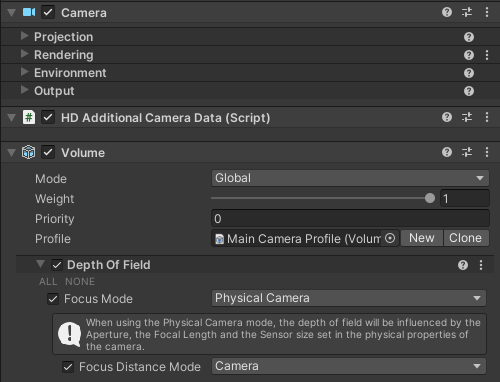 Camera
Projection
Rendering
Environment
Output
HD Additional Camera Data (Script)
Volume
Mode Global
Weight 1
Priority 0
Profile Main Camera Profile (Volum New Clone
Depth Of Field
ALL NONE
Focus Mode Physical Camera
When using the Physical Camera mode, the depth of field will be influenced by the
Aperture, the Focal Length and the Sensor size set in the physical properties of
the camera.
Focus Distance Mode Camera